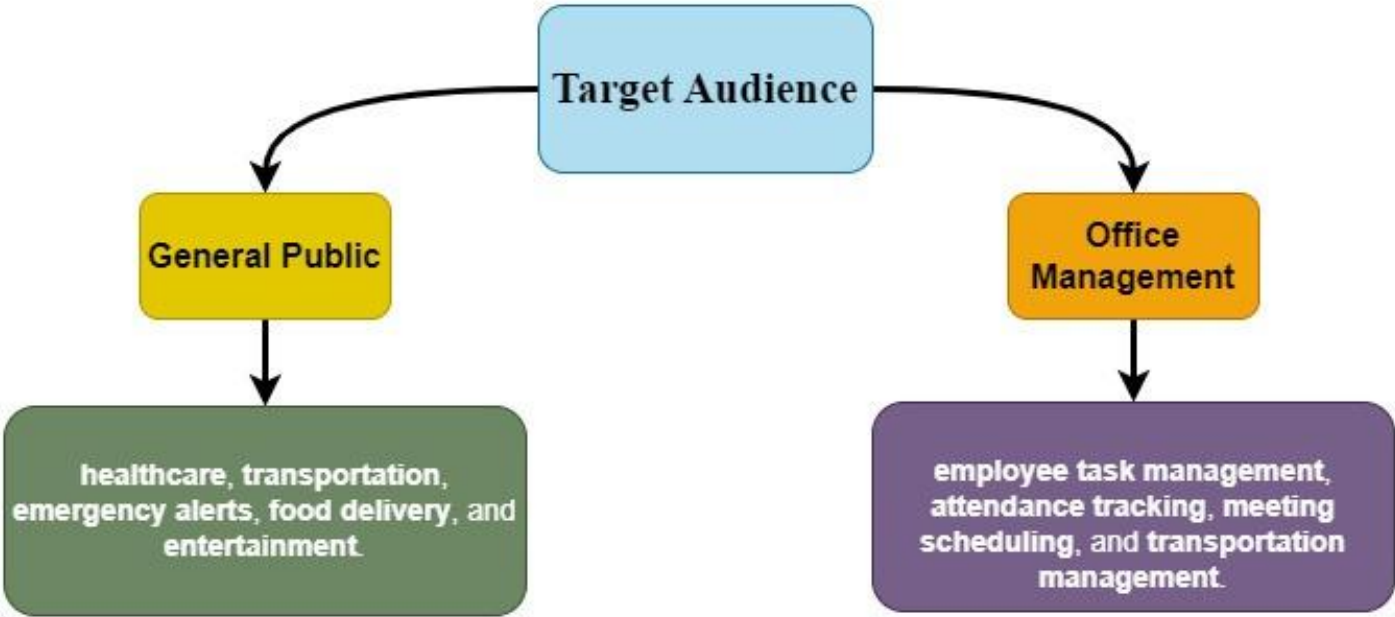 Target Audience
General Public
Office
Management
healthcare, transportation,
emergency alerts, food delivery, and
entertainment.
employee task management,
attendance tracking, meeting
scheduling, and transportation
management.